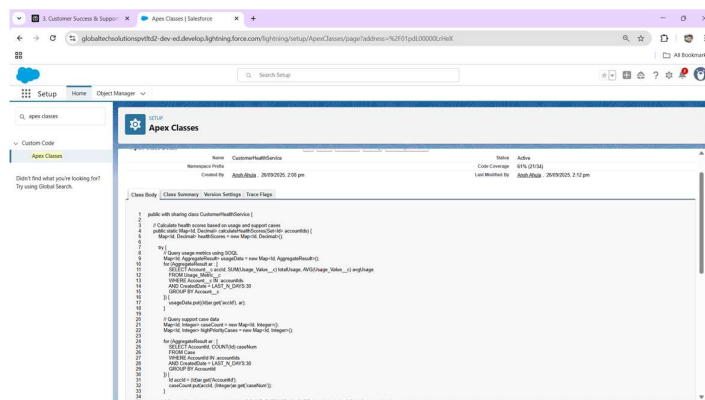 3. Customer Success & Suppor
Apex Classes | Salesforce
globaltechsolutionspvtltd2-dev-ed.develop.lightning.force.com/lightning/setup/ApexClasses/page?address=%2F01pdL00000LrHeX
All Bookmark
Search Setup
Setup Home Object Manager
apex classes
SETUP
Apex Classes
Custom Code
Apex Classes
Didn't find what you're looking for?
Try using Global Search.
Name CustomerHealthService Status Active
Namespace Prefix Code Coverage 61% (21/34)
Created By Ansh Ahuja, 26/09/2025, 2:08 pm Last Modified By Ansh Ahuja, 26/09/2025, 2:12 pm
Class Body Class Summary Version Settings Trace Flags
1 public with sharing class CustomerHealthService {
2
3 // Calculate health scores based on usage and support cases
4 public static Map<Id, Decimal> calculateHealthScores(Set<Id> accountIds) {
5 Map<Id, Decimal> healthScores = new Map<Id, Decimal>();
6
7 try {
8 // Query usage metrics using SOQL
9 Map<Id, AggregateResult> usageData = new Map<Id, AggregateResult>();
10 for (AggregateResult ar : [
11 SELECT Account__c accId, SUM(Usage_Value__c) totalUsage, AVG(Usage_Value__c) avgUsage
12 FROM Usage_Metric__c
13 WHERE Account__c IN :accountIds
14 AND CreatedDate = LAST_N_DAYS:30
15 GROUP BY Account__c
16 ]) {
17 usageData.put((Id)ar.get('accId'), ar);
18 }
19
20 // Query support case data
21 Map<Id, Integer> caseCount = new Map<Id, Integer>();
22 Map<Id, Integer> highPriorityCases = new Map<Id, Integer>();
23
24 for (AggregateResult ar : [
25 SELECT AccountId, COUNT(Id) caseNum
26 FROM Case
27 WHERE AccountId IN :accountIds
28 AND CreatedDate = LAST_N_DAYS:30
29 GROUP BY AccountId
30 ]) {
31 Id accId = (Id)ar.get('AccountId');
32 caseCount.put(accId, (Integer)ar.get('caseNum'));
33 }
34